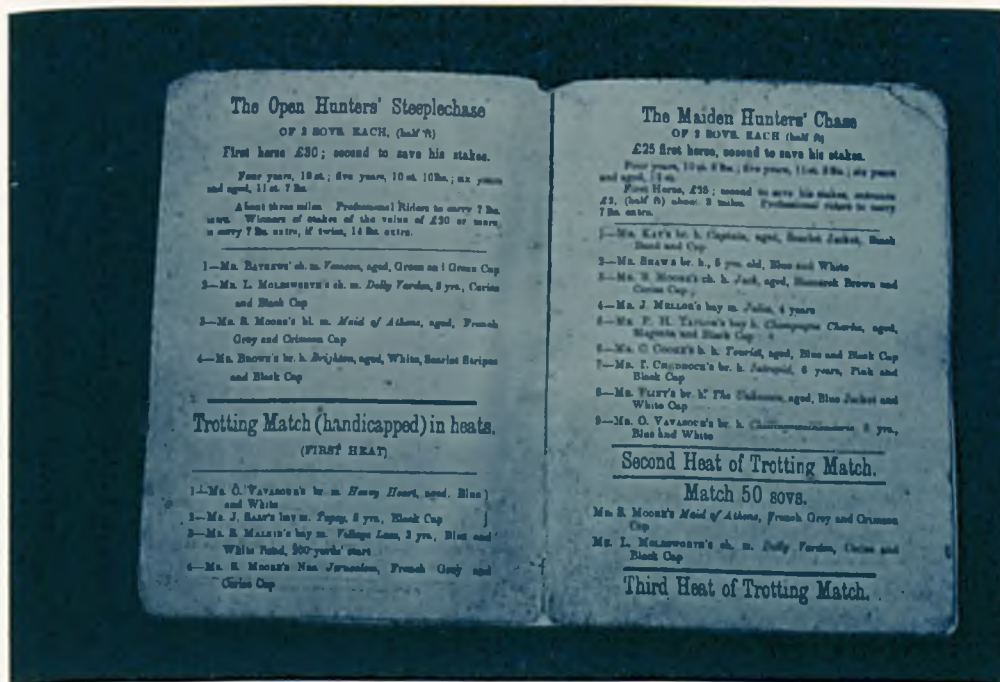 The Open Hunters' Steeplechase
OF 2 SOVS. EACH, (half ft)
First horse £30; second to save his stakes.
Four years, 10 st.; five years, 10 st. 10 lbs.; six years
and aged, 11 st. 7 lbs.
About three miles. Professional Riders to carry 7 lbs.
extra. Winners of stakes of the value of £20 or more,
to carry 7 lbs. extra, if twice, 14 lbs. extra.
1—MR. ch. m. aged, Green and Green Cap
2—MR. L. MOLESWORTH'S ch. m. Dolly Varden, 5 yrs., Cerise
and Black Cap
3—MR. S. MOORE'S bl. m. Maid of Athens, aged, French
Grey and Crimson Cap
4—MR. BROWN'S br. h. Brighton, aged, White, Scarlet Stripes
and Black Cap
Trotting Match (handicapped) in heats.
(FIRST HEAT)
1—MR. O. VAVASOUR'S br. m. Heavy Heart, aged. Blue
and White
2—MR. J. bay m. Topsy, 5 yrs., Black Cap
3—MR. S. bay m. Village Lass, 3 yrs., Blue and
White Band, 200 yards' start
4—MR. S. MOORE'S Nun Jerusalem, French Grey and
Cerise Cap
The Maiden Hunters' Chase
OF 2 SOVS. EACH (half ft)
£25 first horse, second to save his stakes.
Four years, 10 st. five years, 11 st. six years
and aged,
First Horse, £25; second to save his stakes, entrance
£2, (half ft) about 3 miles. Professional riders to carry
7 lbs. extra.
1—MR. KAY'S br. h. Captain, aged, Scarlet Jacket, Black
Band and Cap
2—MR. br. h., 5 yrs. old, Blue and White
3—MR. S. MOORE'S ch. h. Jack, aged, Bismarck Brown and
Cerise Cap
4—MR. J. MELLOR'S bay m. Julia, 4 years
5—MR. F. H. TAYLOR'S bay h. Champagne Charlie, aged,
Magenta and Black Cap
6—MR. C. COOKE'S b. h. Tourist, aged, Blue and Black Cap
7—MR. T. br. h. Intrepid, 6 years, Pink and
Black Cap
8—MR. FLINT'S br. h. The Unknown, aged, Blue Jacket and
White Cap
9—MR. O. VAVASOUR'S br. h. yrs.,
Blue and White
Second Heat of Trotting Match.
Match 50 sovs.
MR. S. MOORE'S Maid of Athens, French Grey and Crimson
Cap
MR. L. MOLESWORTH'S ch. m. Dolly Varden, Cerise and
Black Cap
Third Heat of Trotting Match.